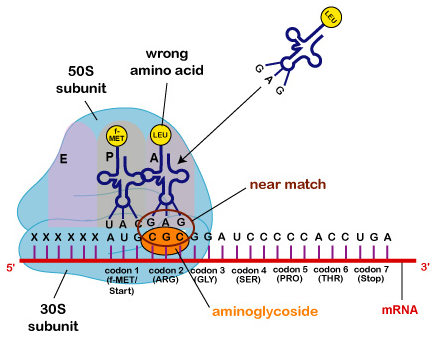 LEU
G
A
G
wrong
amino acid
50S
subunit
f-
MET
LEU
E
P
A
near match
U A C G A G
X X X X X X A U G C G C G G A U C C C C C A C C U G A
5'
3'
codon 1
(f-MET/
Start)
codon 2
(ARG)
codon 3
(GLY)
codon 4
(SER)
codon 5
(PRO)
codon 6
(THR)
codon 7
(Stop)
30S
subunit
aminoglycoside
mRNA